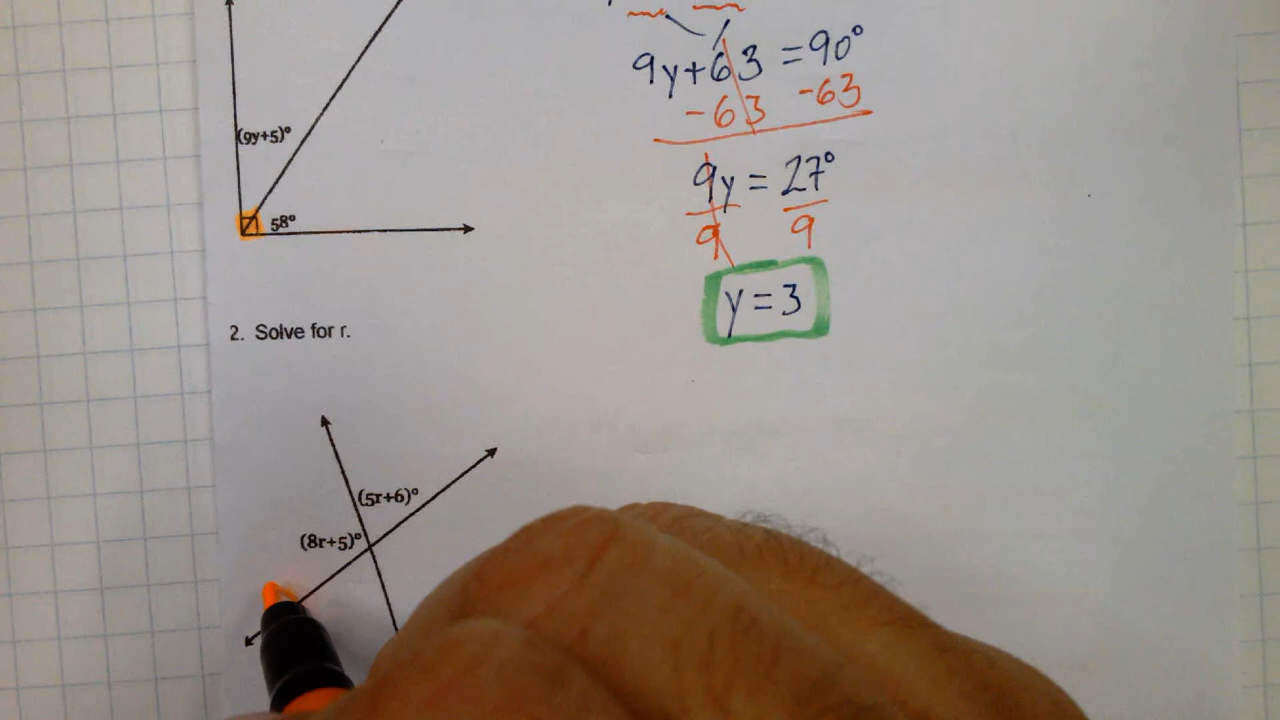 9y+63 = 90°
-63 -63
(9y+5)°
9y = 27°
9 9
58°
y = 3
2. Solve for r.
(5r+6)°
(8r+5)°